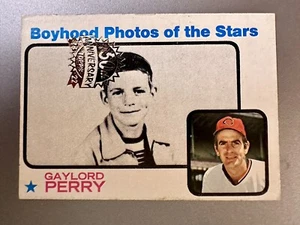 Boyhood Photos of the Stars
ANNIVERSARY
GAYLORD
PERRY